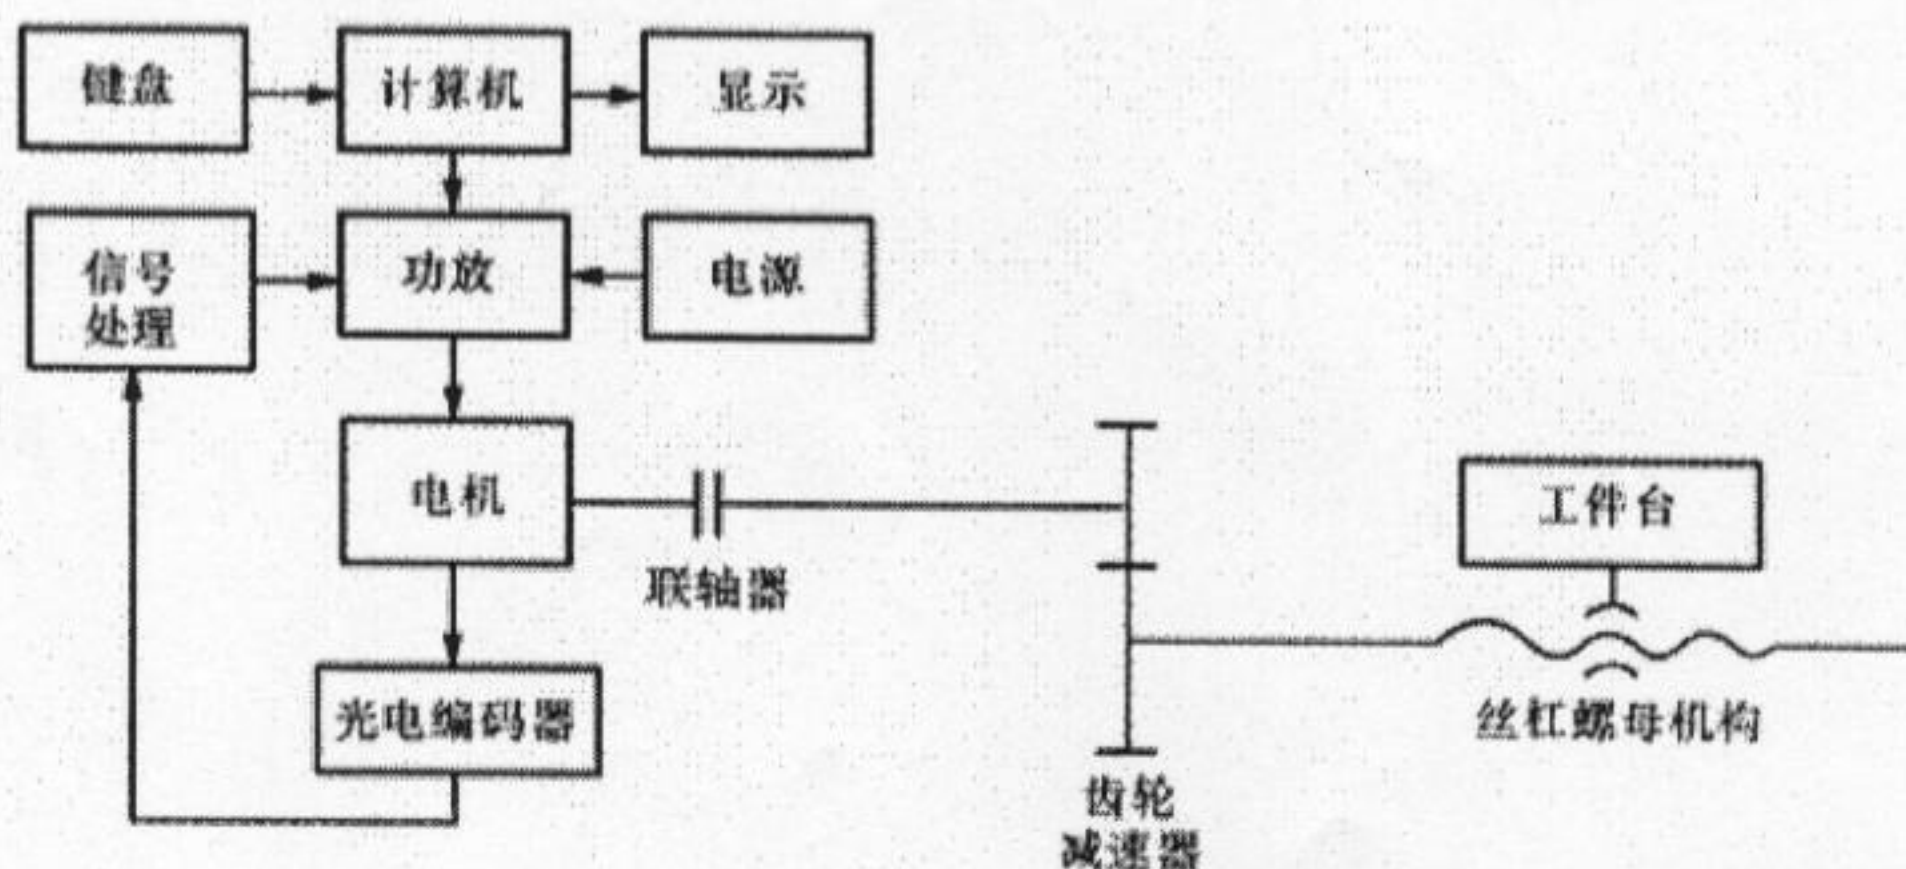 键盘
计算机
显示
信号
处理
功放
电源
电机
联轴器
工件台
光电编码器
丝杠螺母机构
齿轮
减速器